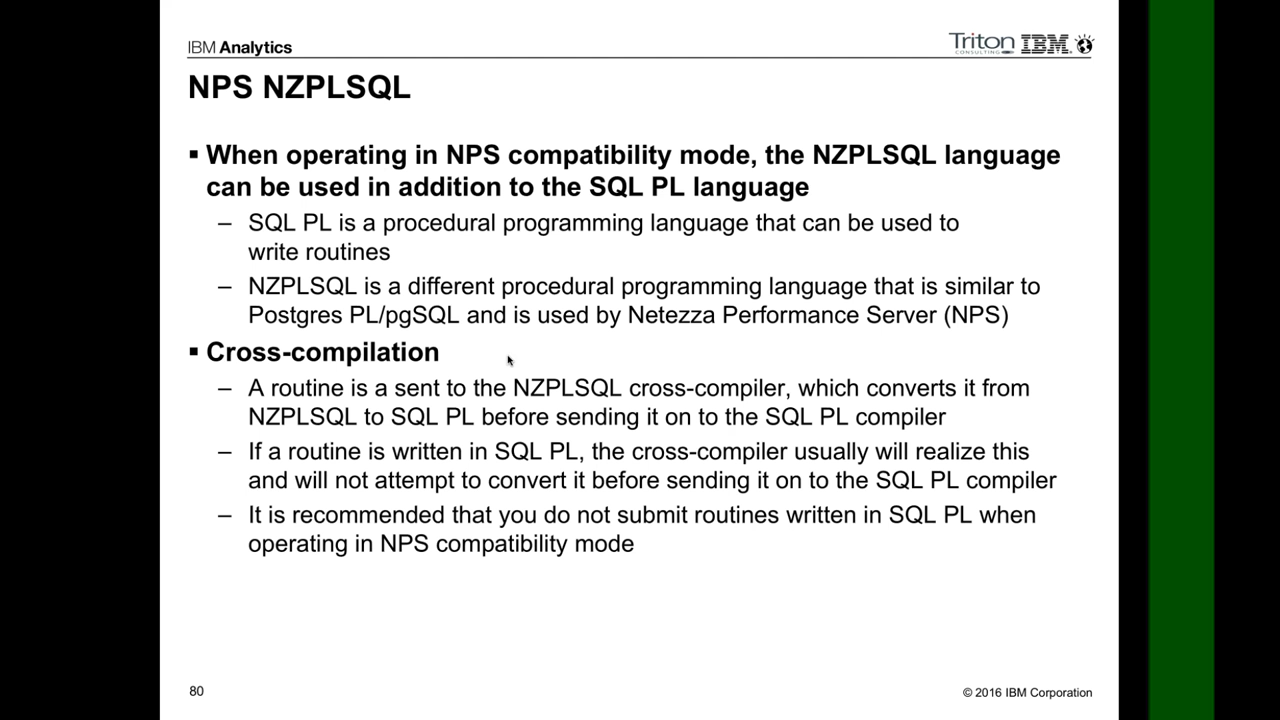 IBM Analytics
Triton
CONSULTING
IBM
NPS NZPLSQL
▪ When operating in NPS compatibility mode, the NZPLSQL language
can be used in addition to the SQL PL language
– SQL PL is a procedural programming language that can be used to
write routines
– NZPLSQL is a different procedural programming language that is similar to
Postgres PL/pgSQL and is used by Netezza Performance Server (NPS)
▪ Cross-compilation
– A routine is a sent to the NZPLSQL cross-compiler, which converts it from
NZPLSQL to SQL PL before sending it on to the SQL PL compiler
– If a routine is written in SQL PL, the cross-compiler usually will realize this
and will not attempt to convert it before sending it on to the SQL PL compiler
– It is recommended that you do not submit routines written in SQL PL when
operating in NPS compatibility mode
80
© 2016 IBM Corporation